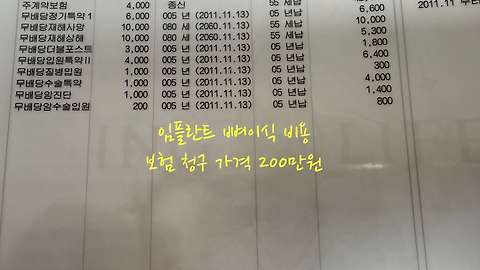 주계약보험 4,000 종신 55 세납 6,600 2011.11
무배당정기특약 1 6,000 005 년 (2011.11.13) 05 년납 10,000
무배당재해사망 10,000 080 세 (2060.11.13) 55 세납 5,300
무배당재해상해 10,000 080 세 (2060.11.13) 55 세납 1,800
무배당더블포스트 3,000 005 년 (2011.11.13) 05 년납 6,400
무배당입원특약Ⅱ 4,000 005 년 (2011.11.13) 05 년납 300
무배당질병입원 1,000 005 년 (2011.11.13) 05 년납 4,000
무배당수술특약 1,000 005 년 (2011.11.13) 05 년납 1,400
무배당암진단 1,000 005 년 (2011.11.13) 05 년납 800
무배당암수술입원 200 005 년 (2011.11.13) 05 년납
임플란트 뼈이식 비용
보험 청구 가격 200만원